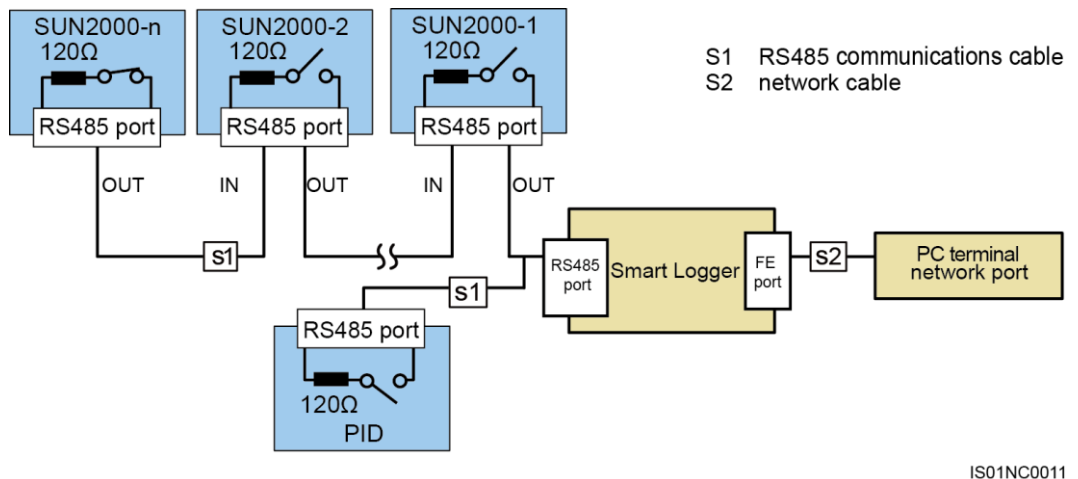 SUN2000-n
120Ω
RS485 port
SUN2000-2
120Ω
RS485 port
SUN2000-1
120Ω
RS485 port
S1 RS485 communications cable
S2 network cable
OUT
IN
OUT
IN
OUT
s1
s1
RS485
port
Smart Logger
FE
port
s2
PC terminal
network port
RS485 port
120Ω
PID
IS01NC0011